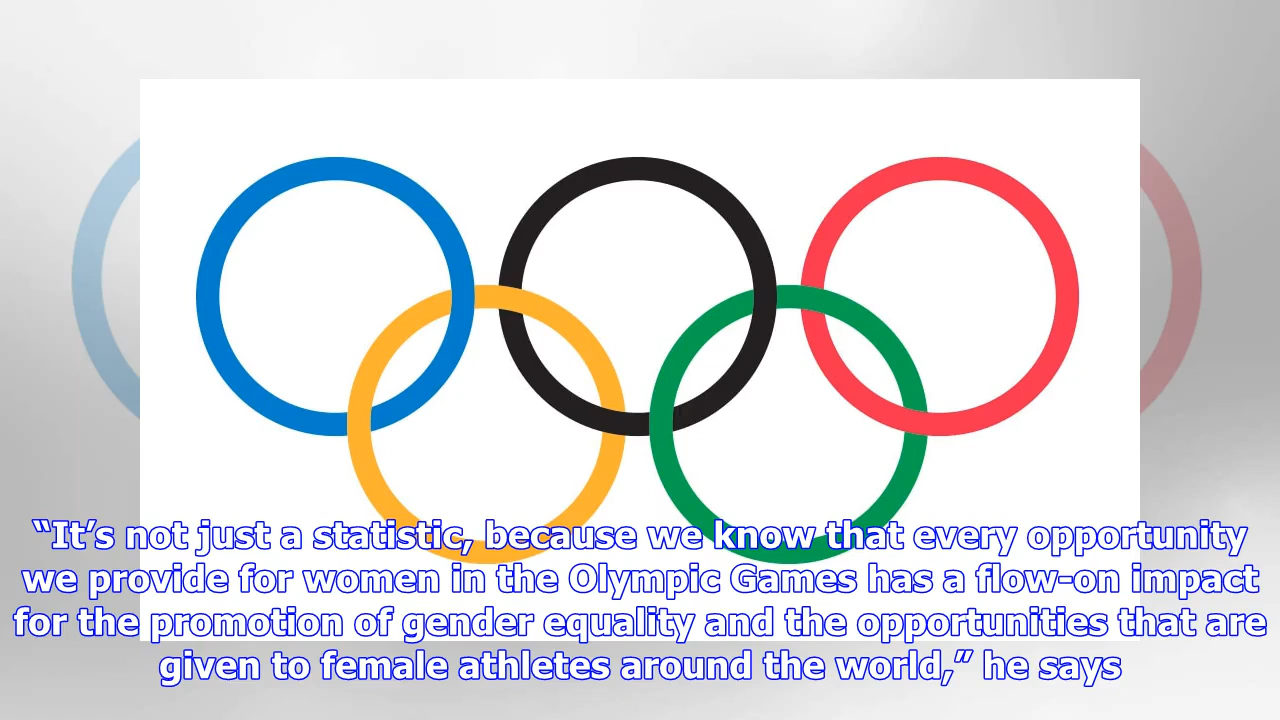 “It’s not just a statistic, because we know that every opportunity
we provide for women in the Olympic Games has a flow-on impact
for the promotion of gender equality and the opportunities that are
given to female athletes around the world,” he says